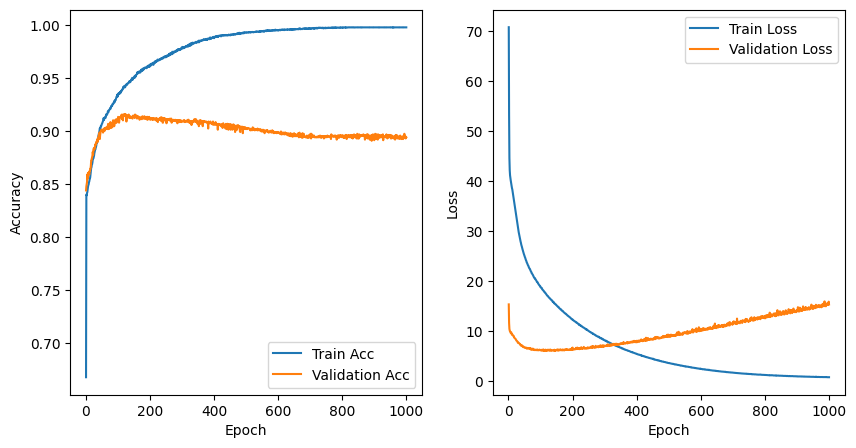 1.00
0.95
0.90
0.85
0.80
0.75
0.70
Accuracy
0 200 400 600 800 1000
Epoch
Train Acc
Validation Acc
70
60
50
40
30
20
10
0
Loss
0 200 400 600 800 1000
Epoch
Train Loss
Validation Loss